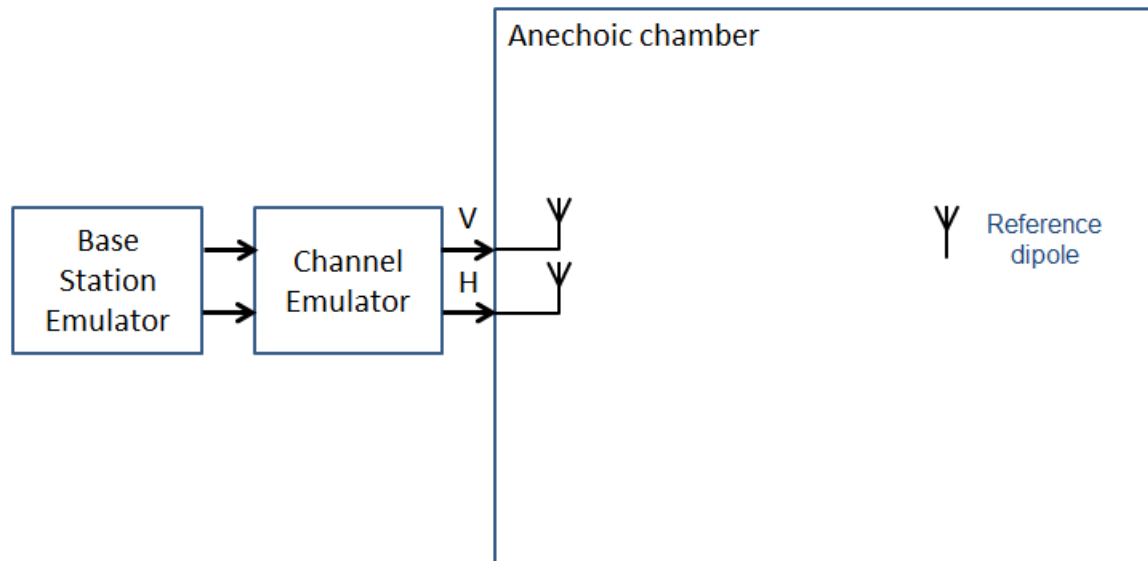 Anechoic chamber
Base
Station
Emulator
Channel
Emulator
V
H
Reference
dipole